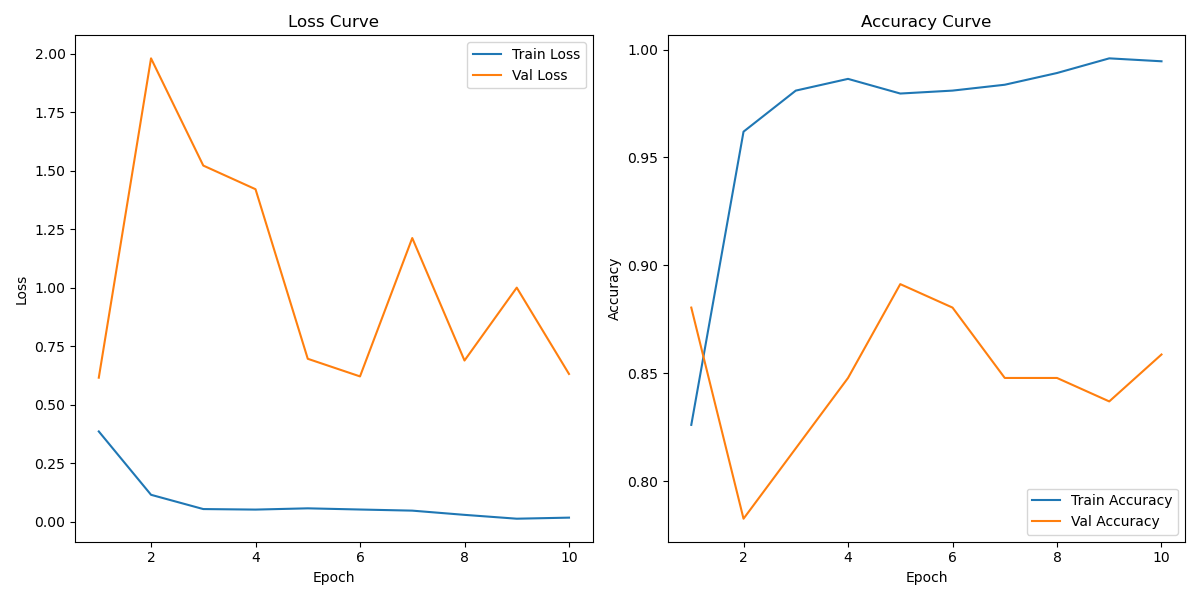 Loss Curve
Train Loss
Val Loss
2.00
1.75
1.50
1.25
1.00
0.75
0.50
0.25
0.00
Loss
2 4 6 8 10
Epoch
Accuracy Curve
1.00
0.95
0.90
0.85
0.80
Accuracy
Train Accuracy
Val Accuracy
2 4 6 8 10
Epoch